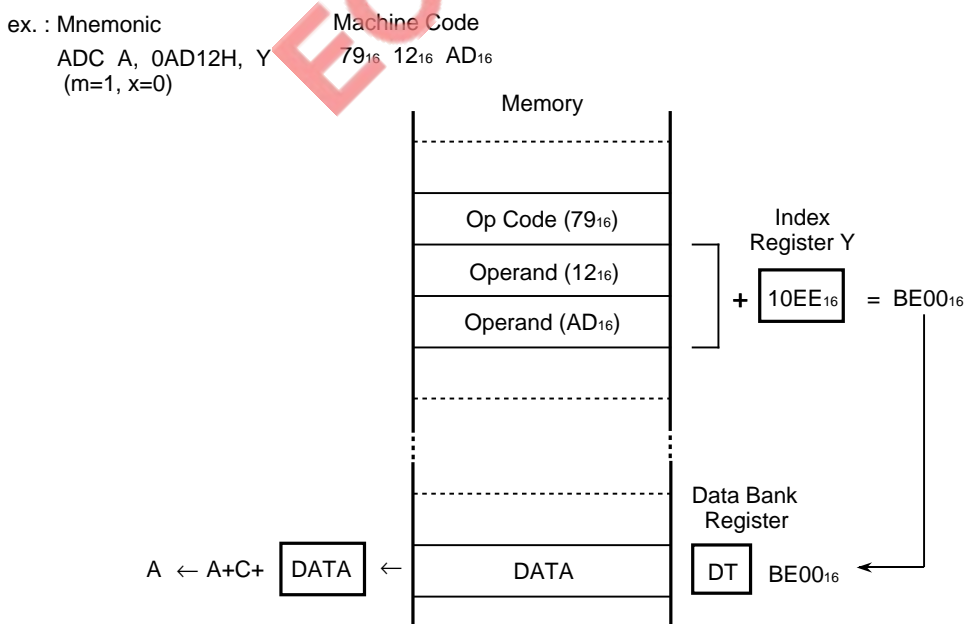 ex. : Mnemonic
Machine Code
ADC A, 0AD12H, Y
79₁₆ 12₁₆ AD₁₆
(m=1, x=0)
Memory
Op Code (79₁₆)
Operand (12₁₆)
Operand (AD₁₆)
Index
Register Y
+ 10EE₁₆ = BE00₁₆
Data Bank
Register
A ← A+C+ DATA ← DATA DT BE00₁₆